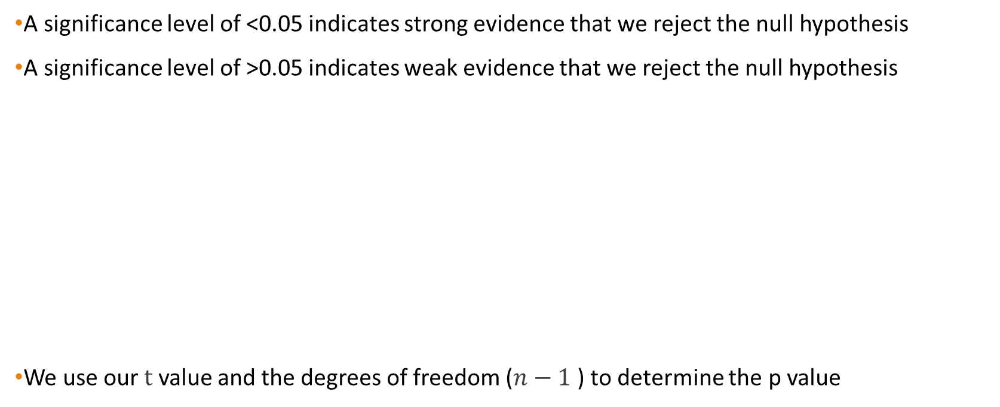 •A significance level of <0.05 indicates strong evidence that we reject the null hypothesis
•A significance level of >0.05 indicates weak evidence that we reject the null hypothesis
•We use our t value and the degrees of freedom (n − 1 ) to determine the p value